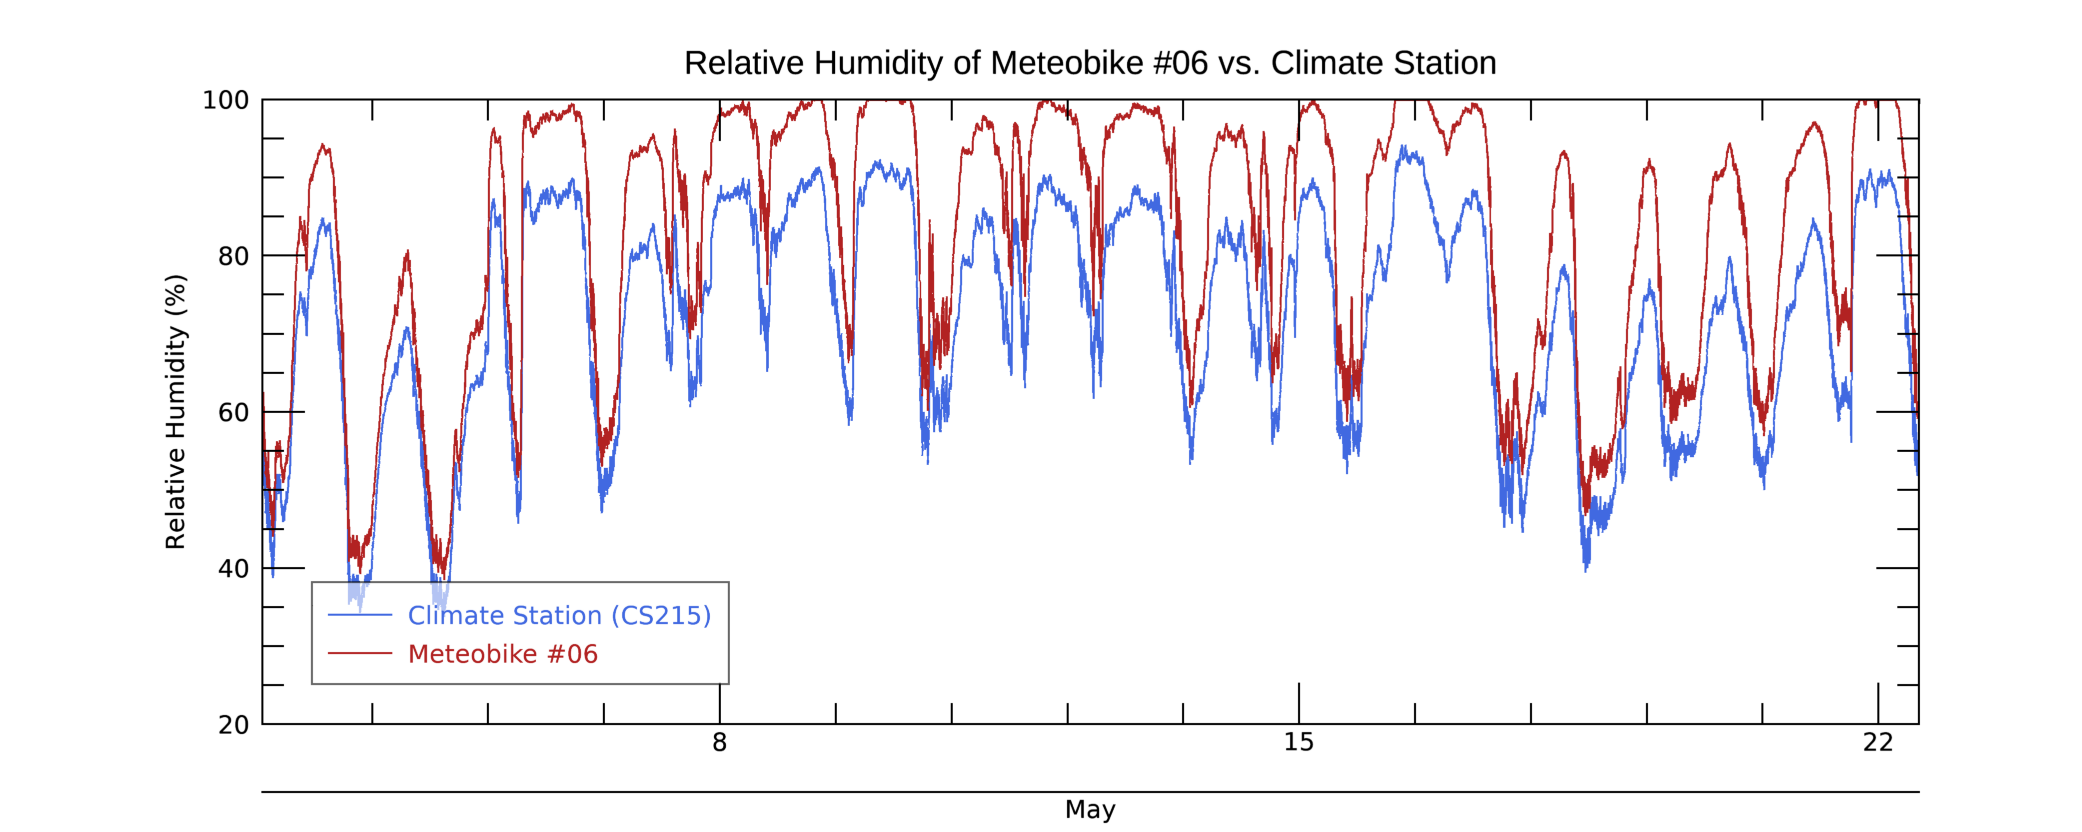 Relative Humidity of Meteobike #06 vs. Climate Station
Relative Humidity (%)
100
80
60
40
20
Climate Station (CS215)
Meteobike #06
8
15
22
May